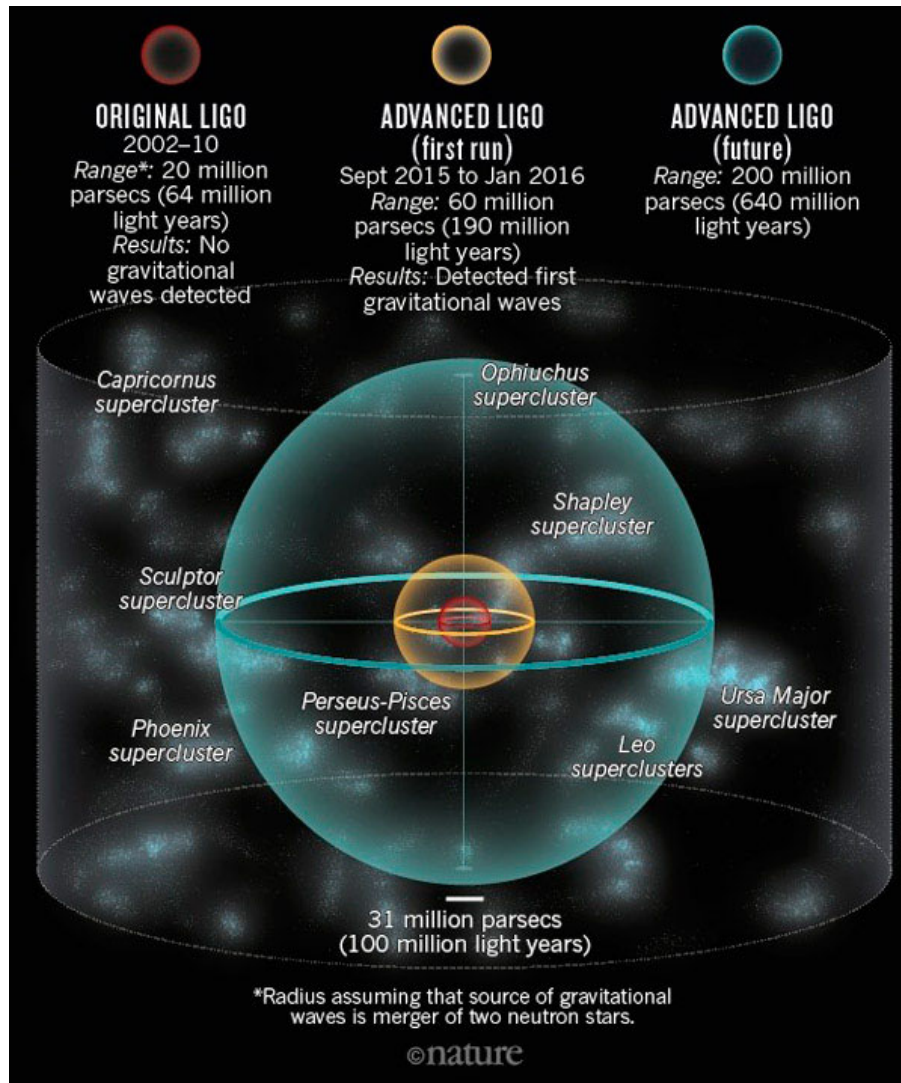 ORIGINAL LIGO
2002–10
Range*: 20 million
parsecs (64 million
light years)
Results: No
gravitational
waves detected
ADVANCED LIGO
(first run)
Sept 2015 to Jan 2016
Range: 60 million
parsecs (190 million
light years)
Results: Detected first
gravitational waves
ADVANCED LIGO
(future)
Range: 200 million
parsecs (640 million
light years)
Capricornus
supercluster
Ophiuchus
supercluster
Shapley
supercluster
Sculptor
supercluster
Perseus-Pisces
supercluster
Ursa Major
supercluster
Phoenix
supercluster
Leo
superclusters
31 million parsecs
(100 million light years)
*Radius assuming that source of gravitational
waves is merger of two neutron stars.
©nature